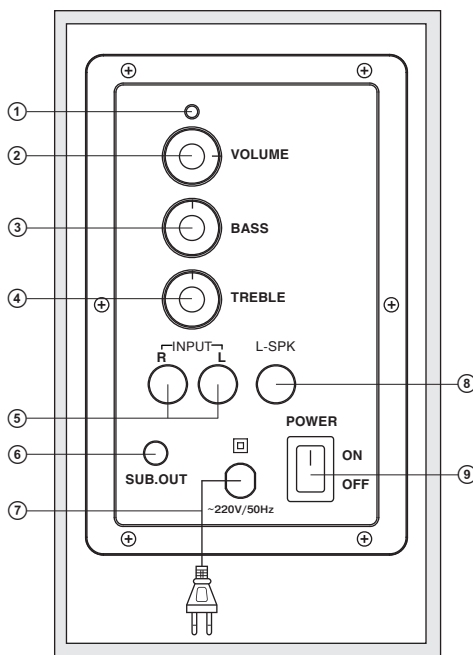 ①
② VOLUME
③ BASS
④ TREBLE
INPUT L-SPK
R L
⑤ ⑧
POWER
⑥ ON
SUB.OUT OFF ⑨
⑦ ~220V/50Hz